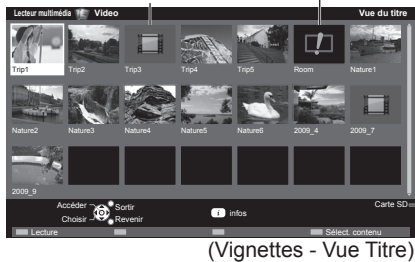 Lecteur multimédia Video Vue du titre
Trip1 Trip2 Trip3 Trip4 Trip5 Room Nature1
Nature2 Nature3 Nature4 Nature5 Nature6 2009_4 2009_7
2009_9
Accéder Sortir Carte SD
Choisir Revenir i infos
Lecture Sélect. contenu
(Vignettes - Vue Titre)